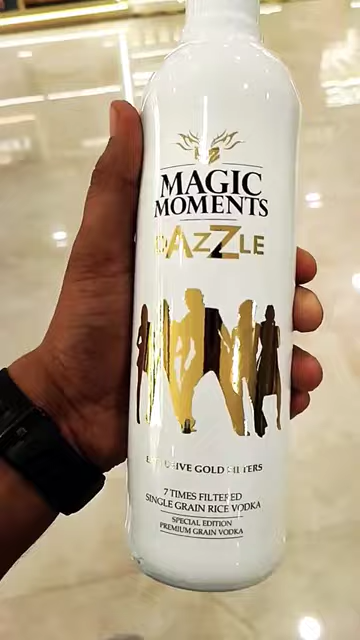 MAGIC
MOMENTS
DAZZLE
GOLD FILTERS
7 TIMES FILTERED
SINGLE GRAIN RICE VODKA
SPECIAL EDITION
PREMIUM GRAIN VODKA